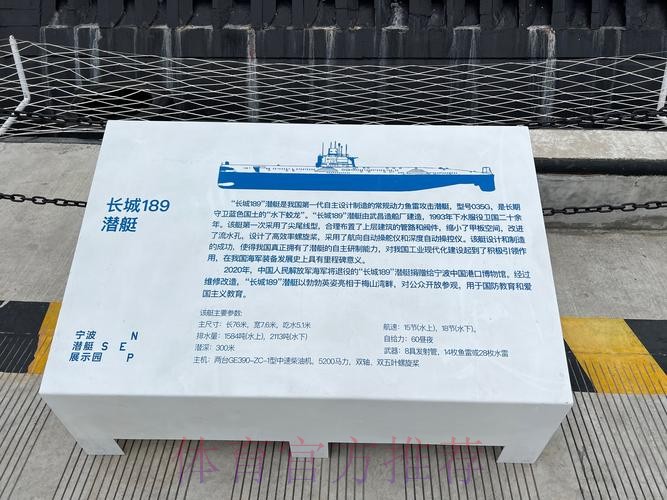 长城189
潜艇
“长城189”潜艇是我国第一代自主设计制造的常规动力鱼雷攻击潜艇，型号035G，是长期
守卫蓝色国土的“水下蛟龙”。“长城189”潜艇由武昌造船厂建造，1993年下水服役卫国二十余
年。该艇第一次采用了尖尾线型，合理布置了上层建筑的管路和阀件，缩小了甲板空间，改进
了流水孔。设计了高效率螺旋桨，采用了航向自动操舵仪和深度自动操控仪。该艇设计和制造
的成功，使得我国真正拥有了潜艇的自主研制能力，对我国工业现代化建设起到了积极引领作
用，在我国海军装备发展史上具有里程碑意义。
2020年，中国人民解放军海军将退役的“长城189”潜艇捐赠给宁波中国港口博物馆，经过
维修改造，“长城189”潜艇以勃勃英姿亮相于梅山湾畔，对公众开放参观，用于国防教育和爱
国主义教育。
该艇主要参数：
主尺寸：长76米，宽7.6米，吃水5.1米
排水量：1584吨(水上)，2113吨(水下)
潜深：300米
主机：两台GE390-ZC-1型中速柴油机，5200马力，双轴、双五叶螺旋桨
航速：15节(水上)，18节(水下)。
自给力：60昼夜
武器：8具发射管，14枚鱼雷或28枚水雷
宁波 N
潜艇 S E
展示园 P
体育官方推荐